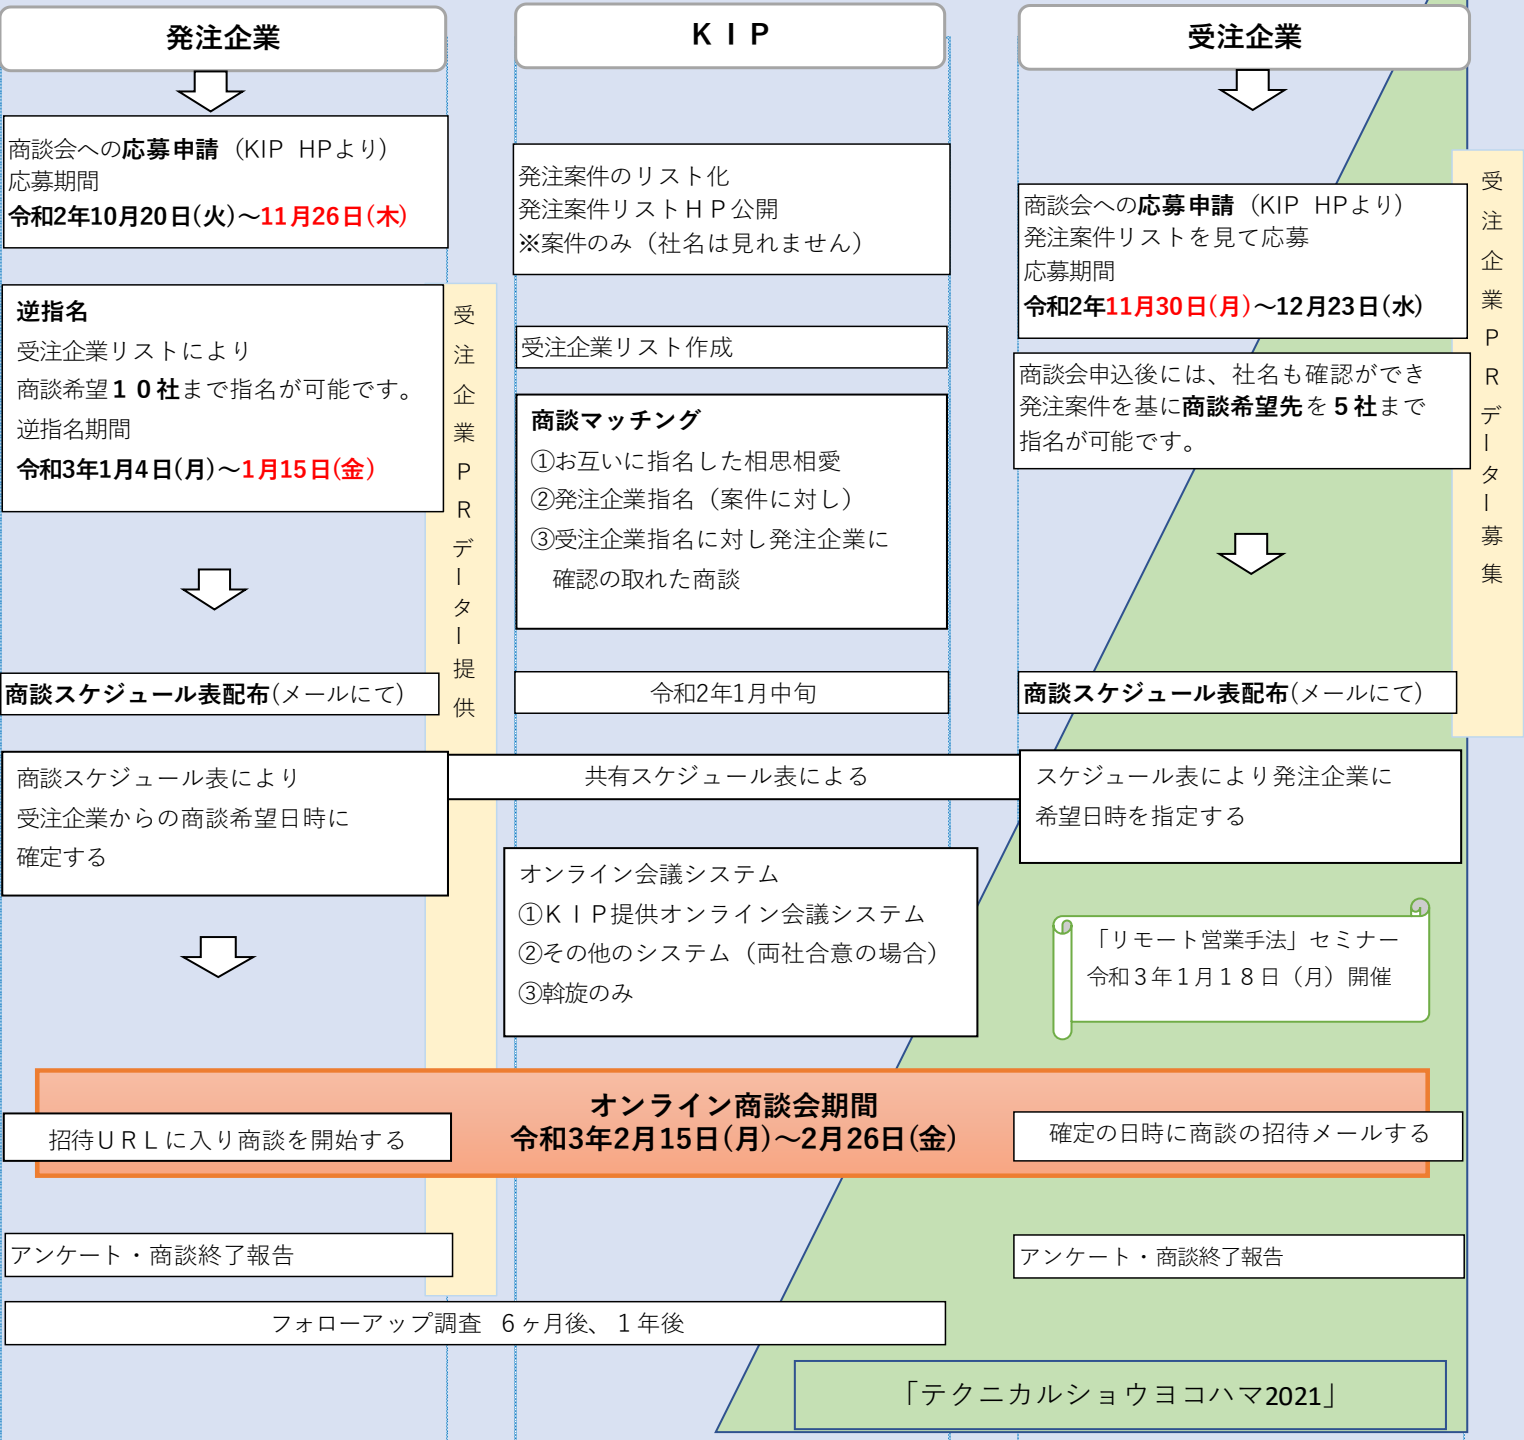 発注企業
商談会への応募申請（KIP HPより）
応募期間
令和2年10月20日(火)～11月26日(木)
逆指名
受注企業リストにより
商談希望１０社まで指名が可能です。
逆指名期間
令和3年1月4日(月)～1月15日(金)
受注企業ＰＲデーター提供
商談スケジュール表配布(メールにて)
商談スケジュール表により
受注企業からの商談希望日時に
確定する
ＫＩＰ
発注案件のリスト化
発注案件リストＨＰ公開
※案件のみ（社名は見れません）
受注企業リスト作成
商談マッチング
①お互いに指名した相思相愛
②発注企業指名（案件に対し）
③受注企業指名に対し発注企業に
確認の取れた商談
令和2年1月中旬
共有スケジュール表による
オンライン会議システム
①ＫＩＰ提供オンライン会議システム
②その他のシステム（両社合意の場合）
③斡旋のみ
受注企業
商談会への応募申請（KIP HPより）
発注案件リストを見て応募
応募期間
令和2年11月30日(月)～12月23日(水)
商談会申込後には、社名も確認ができ
発注案件を基に商談希望先を５社まで
指名が可能です。
受注企業ＰＲデーター募集
商談スケジュール表配布(メールにて)
スケジュール表により発注企業に
希望日時を指定する
「リモート営業手法」セミナー
令和３年１月１８日（月）開催
オンライン商談会期間
令和3年2月15日(月)～2月26日(金)
招待ＵＲＬに入り商談を開始する
確定の日時に商談の招待メールする
アンケート・商談終了報告
アンケート・商談終了報告
フォローアップ調査　６ヶ月後、１年後
「テクニカルショウヨコハマ2021」